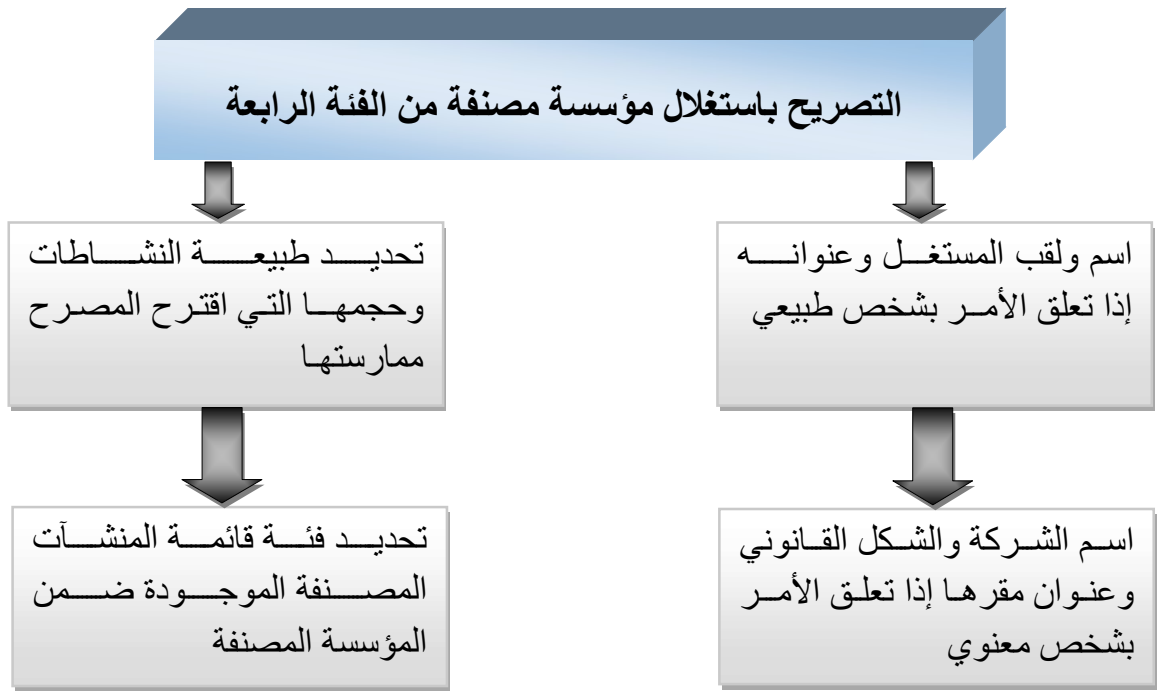 التصريح باستغلال مؤسسة مصنفة من الفئة الرابعة
اسم ولقب المستغل وعنوانه
إذا تعلق الأمر بشخص طبيعي
اسم الشركة والشكل القانوني
وعنوان مقرها إذا تعلق الأمر
بشخص معنوي
تحديد طبيعة النشاطات
وحجمها التي اقترح المصرح
ممارستها
تحديد فئة قائمة المنشآت
المصنفة الموجودة ضمن
المؤسسة المصنفة